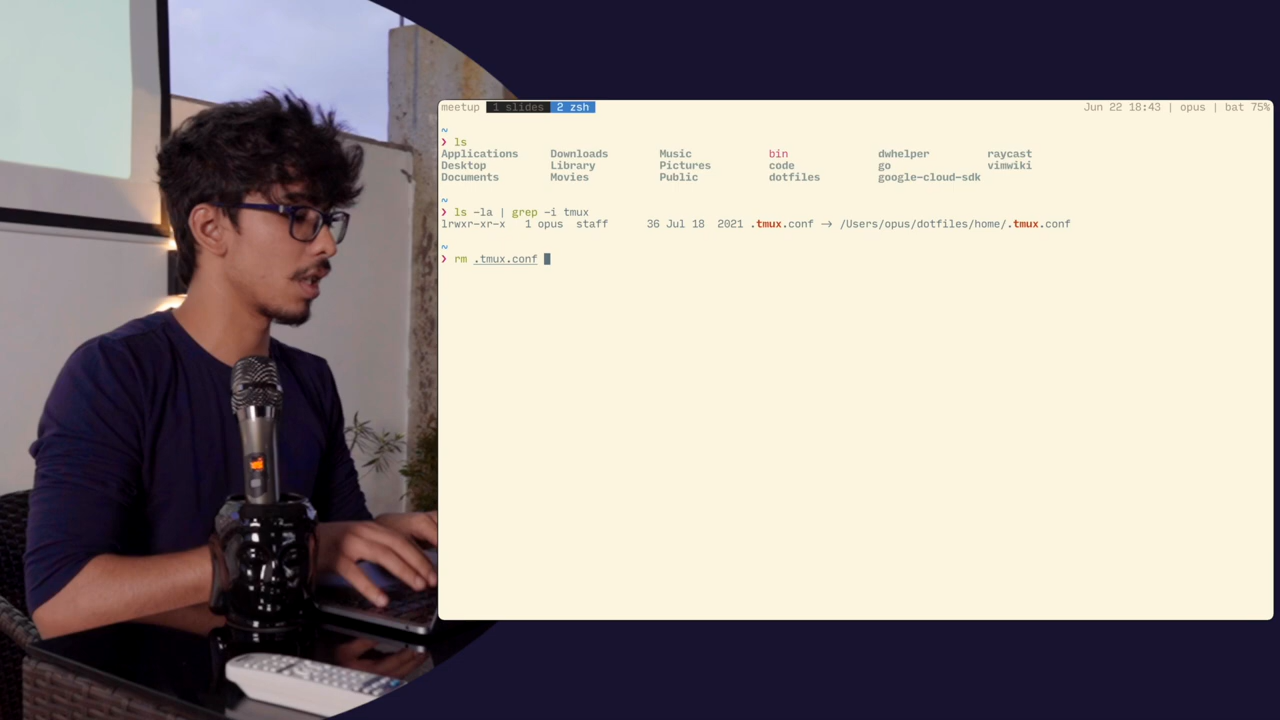 meetup 1 slides 2 zsh Jun 22 18:43 | opus | bat 75%
~
❯ ls
Applications Downloads Music bin dwhelper raycast
Desktop Library Pictures code go vimwiki
Documents Movies Public dotfiles google-cloud-sdk
~
❯ ls -la | grep -i tmux
lrwxr-xr-x 1 opus staff 36 Jul 18 2021 .tmux.conf -> /Users/opus/dotfiles/home/.tmux.conf
~
❯ rm .tmux.conf